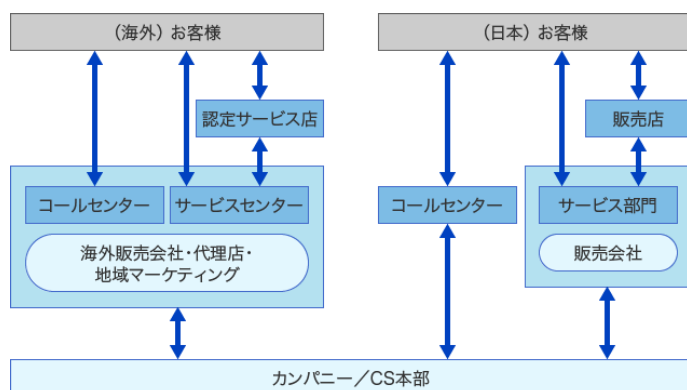 (海外) お客様
(日本) お客様
認定サービス店
販売店
コールセンター
サービスセンター
コールセンター
サービス部門
海外販売会社・代理店・
地域マーケティング
販売会社
カンパニー／CS本部